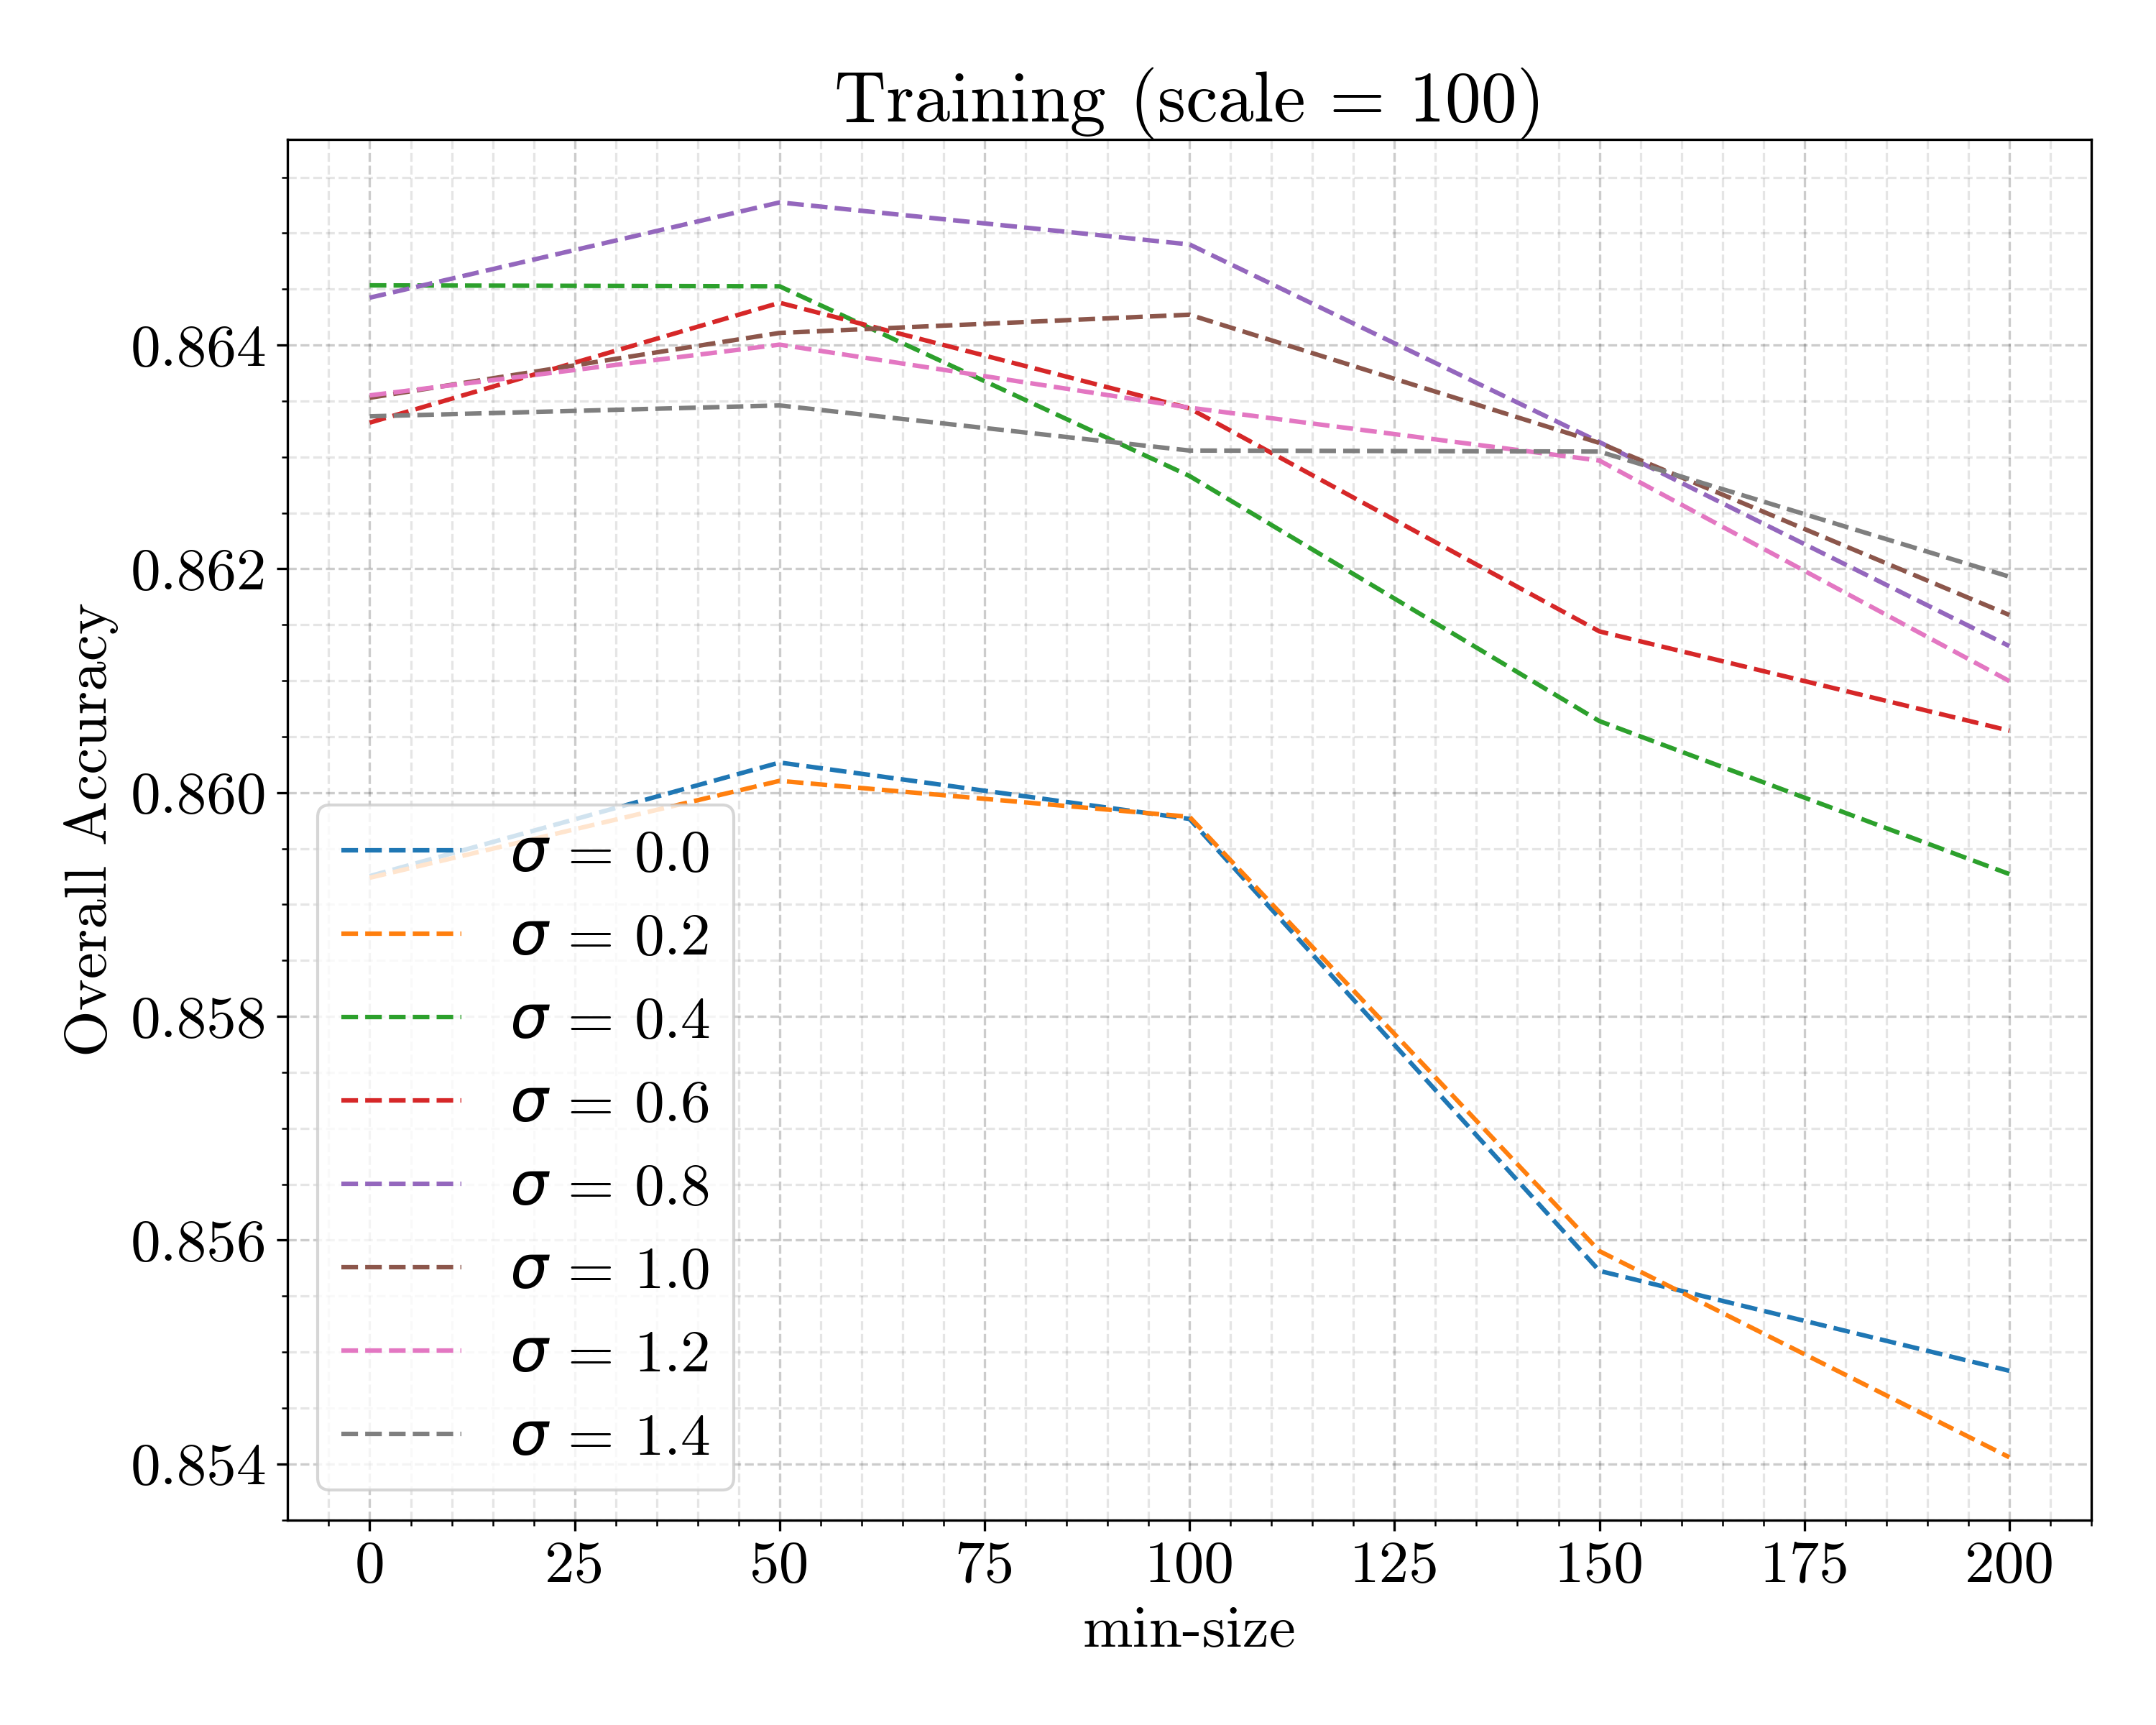 Training (scale = 100)
Overall Accuracy
0.864
0.862
0.860
0.858
0.856
0.854
σ = 0.0
σ = 0.2
σ = 0.4
σ = 0.6
σ = 0.8
σ = 1.0
σ = 1.2
σ = 1.4
0 25 50 75 100 125 150 175 200
min-size